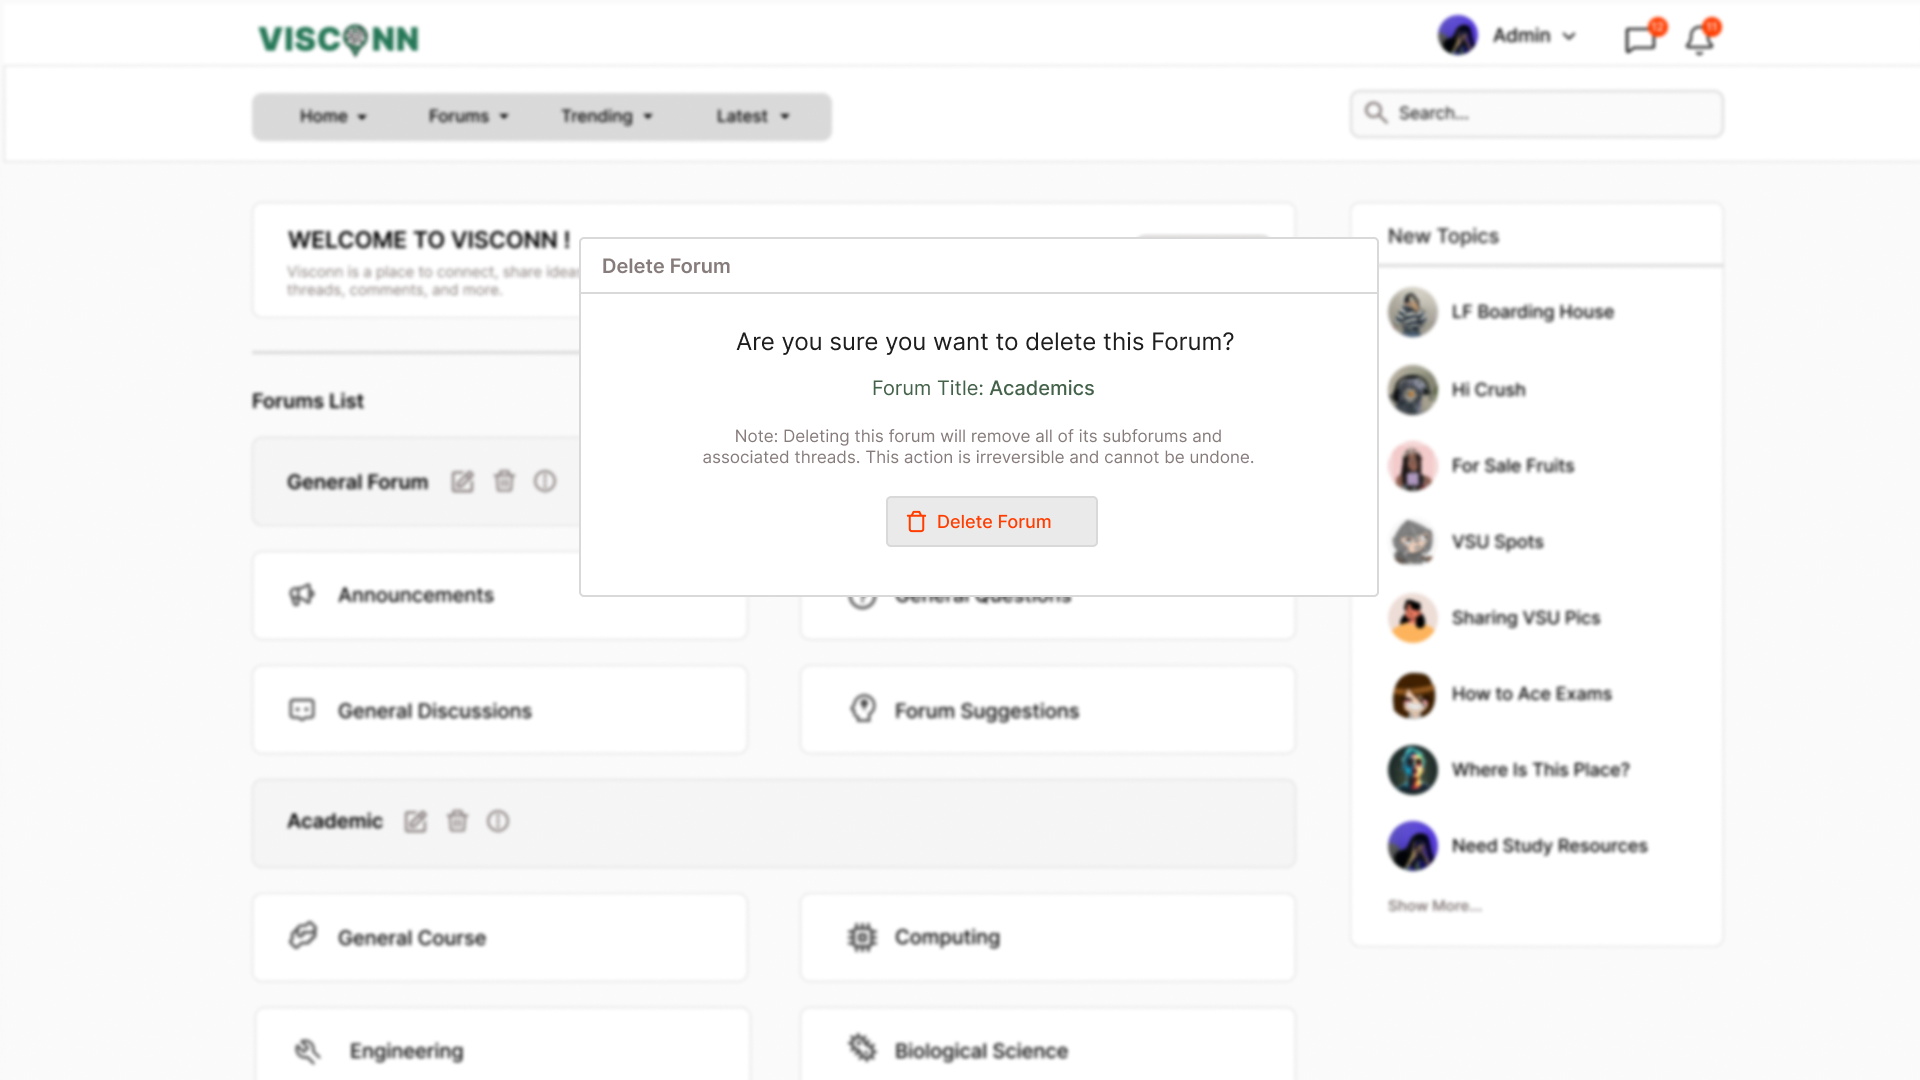 VISCONN
Admin
12
11
Home
Forums
Trending
Latest
Search...
WELCOME TO VISCONN !
Visconn is a place to connect, share ideas
threads, comments, and more.
Delete Forum
Are you sure you want to delete this Forum?
Forum Title: Academics
Note: Deleting this forum will remove all of its subforums and
associated threads. This action is irreversible and cannot be undone.
Delete Forum
Forums List
General Forum
Announcements
General Questions
General Discussions
Forum Suggestions
Academic
General Course
Computing
Engineering
Biological Science
New Topics
LF Boarding House
Hi Crush
For Sale Fruits
VSU Spots
Sharing VSU Pics
How to Ace Exams
Where Is This Place?
Need Study Resources
Show More...